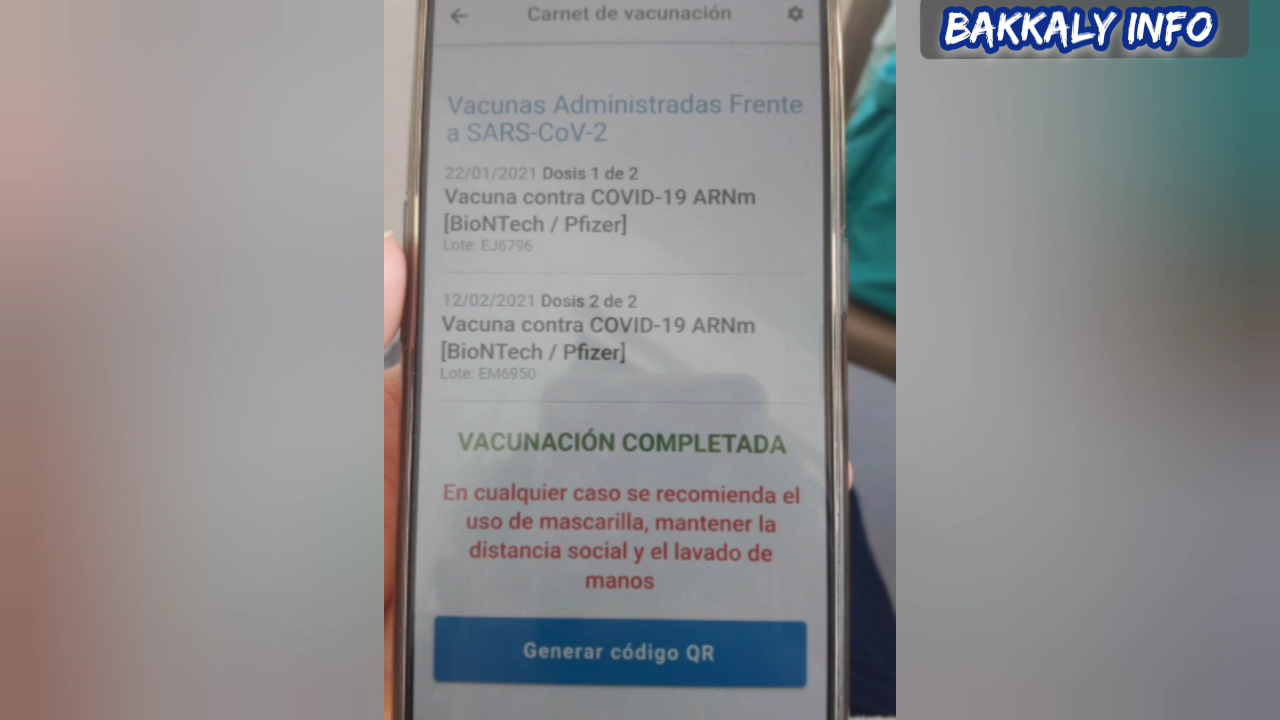 BAKKALY INFO
Carnet de vacunación
Vacunas Administradas Frente
a SARS-CoV-2
22/01/2021 Dosis 1 de 2
Vacuna contra COVID-19 ARNm
[BioNTech / Pfizer]
Lote: EJ6796
12/02/2021 Dosis 2 de 2
Vacuna contra COVID-19 ARNm
[BioNTech / Pfizer]
Lote: EM6950
VACUNACIÓN COMPLETADA
En cualquier caso se recomienda el
uso de mascarilla, mantener la
distancia social y el lavado de
manos
Generar código QR